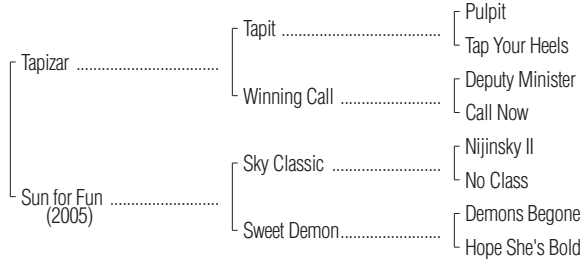 Pulpit
Tapit ..............................
Tap Your Heels
Tapizar ...........................
Deputy Minister
Winning Call ....................
Call Now
Nijinsky II
Sky Classic .....................
No Class
Sun for Fun .....................
(2005)
Demons Begone
Sweet Demon...................
Hope She's Bold